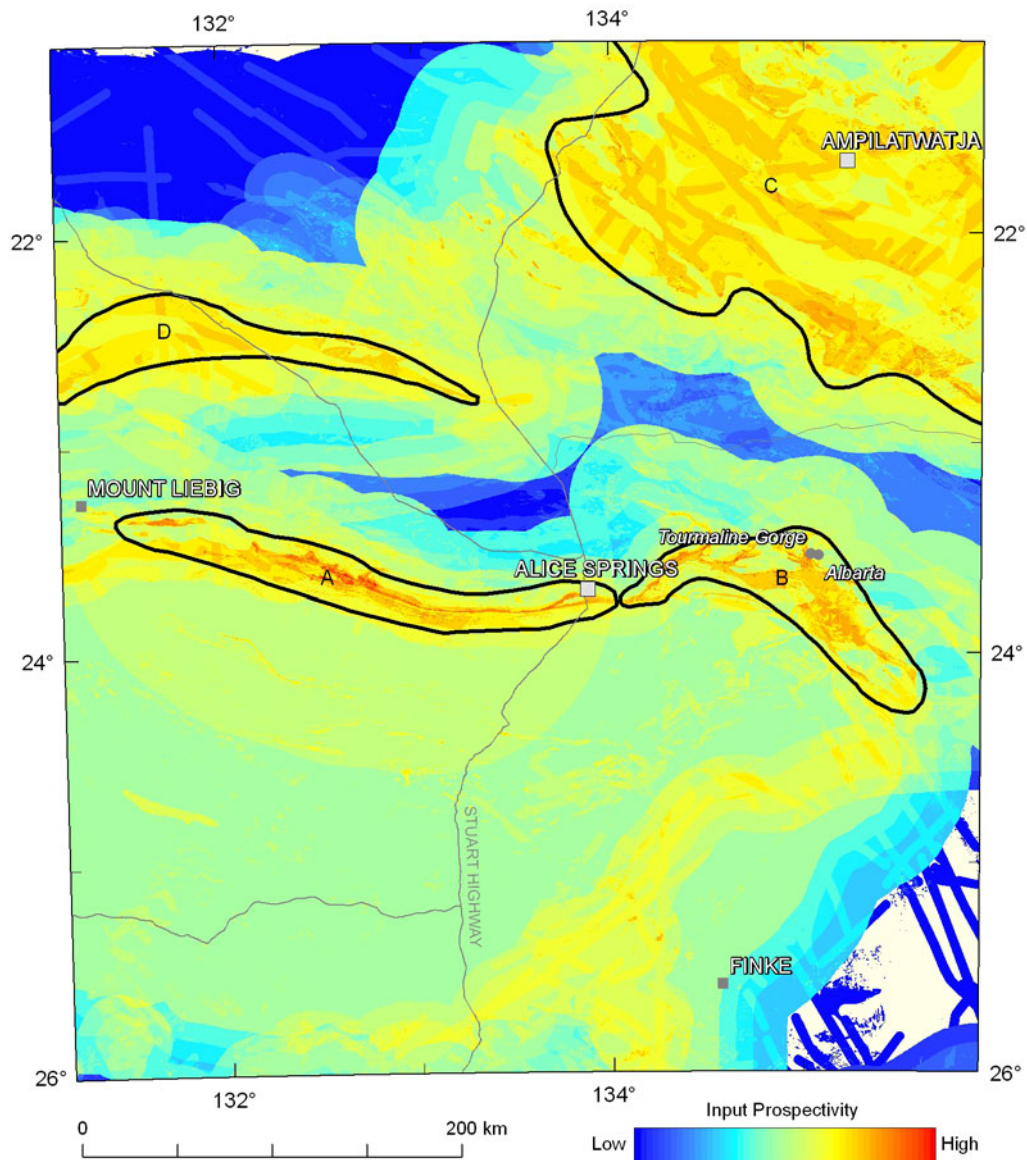 132°
134°
AMPILATWATJA
C
22°
22°
D
MOUNT LIEBIG
Tourmaline Gorge
ALICE SPRINGS
Albarta
A
B
24°
24°
STUART HIGHWAY
FINKE
26°
26°
132°
134°
0
200 km
Input Prospectivity
Low
High